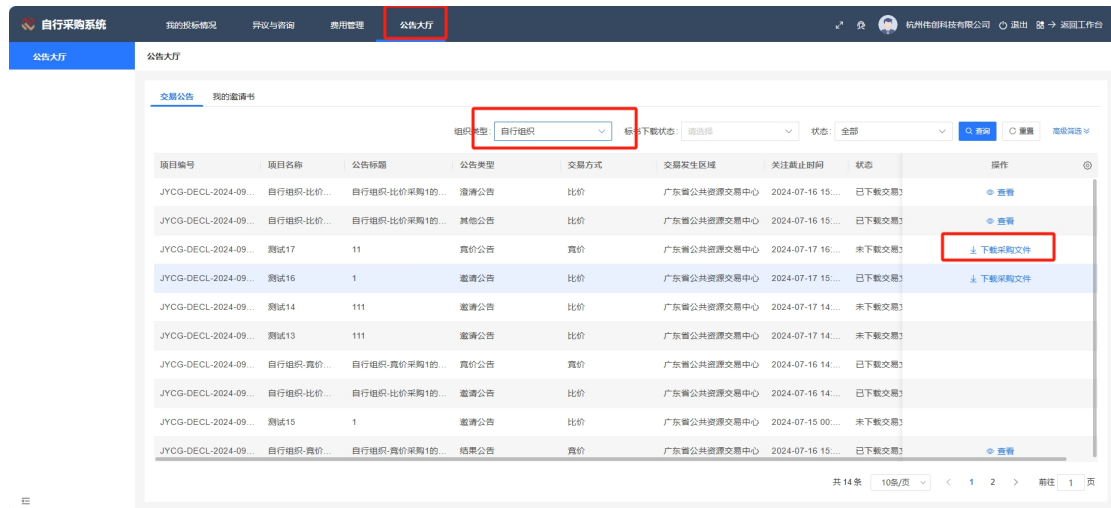 自行采购系统 我的投标情况 异议与咨询 费用管理 公告大厅 杭州伟创科技有限公司 退出 返回工作台
公告大厅 公告大厅
交易公告 我的邀请书
组织类型: 自行组织 标书下载状态: 请选择 状态: 全部 查询 重置 高级筛选
项目编号 项目名称 公告标题 公告类型 交易方式 交易发生区域 关注截止时间 状态 操作
JYCG-DECL-2024-09... 自行组织-比价... 自行组织-比价采购1的... 澄清公告 比价 广东省公共资源交易中心 2024-07-16 15:... 已下载交易文 查看
JYCG-DECL-2024-09... 自行组织-比价... 自行组织-比价采购1的... 其他公告 比价 广东省公共资源交易中心 2024-07-16 15:... 已下载交易文 查看
JYCG-DECL-2024-09... 测试17 11 竞价公告 竞价 广东省公共资源交易中心 2024-07-17 16:... 未下载交易文 下载采购文件
JYCG-DECL-2024-09... 测试16 1 邀请公告 比价 广东省公共资源交易中心 2024-07-17 15:... 已下载交易文 下载采购文件
JYCG-DECL-2024-09... 测试14 111 邀请公告 比价 广东省公共资源交易中心 2024-07-17 14:... 未下载交易文
JYCG-DECL-2024-09... 测试13 111 邀请公告 比价 广东省公共资源交易中心 2024-07-17 14:... 未下载交易文
JYCG-DECL-2024-09... 自行组织-竞价... 自行组织-竞价采购1的... 竞价公告 竞价 广东省公共资源交易中心 2024-07-16 14:... 已下载交易文
JYCG-DECL-2024-09... 自行组织-比价... 自行组织-比价采购1的... 邀请公告 比价 广东省公共资源交易中心 2024-07-16 14:... 已下载交易文
JYCG-DECL-2024-09... 测试15 1 邀请公告 比价 广东省公共资源交易中心 2024-07-15 00:... 未下载交易文
JYCG-DECL-2024-09... 自行组织-竞价... 自行组织-竞价采购1的... 结果公告 竞价 广东省公共资源交易中心 2024-07-16 15:... 已下载交易文 查看
共 14 条 10条/页 1 2 前往 1 页